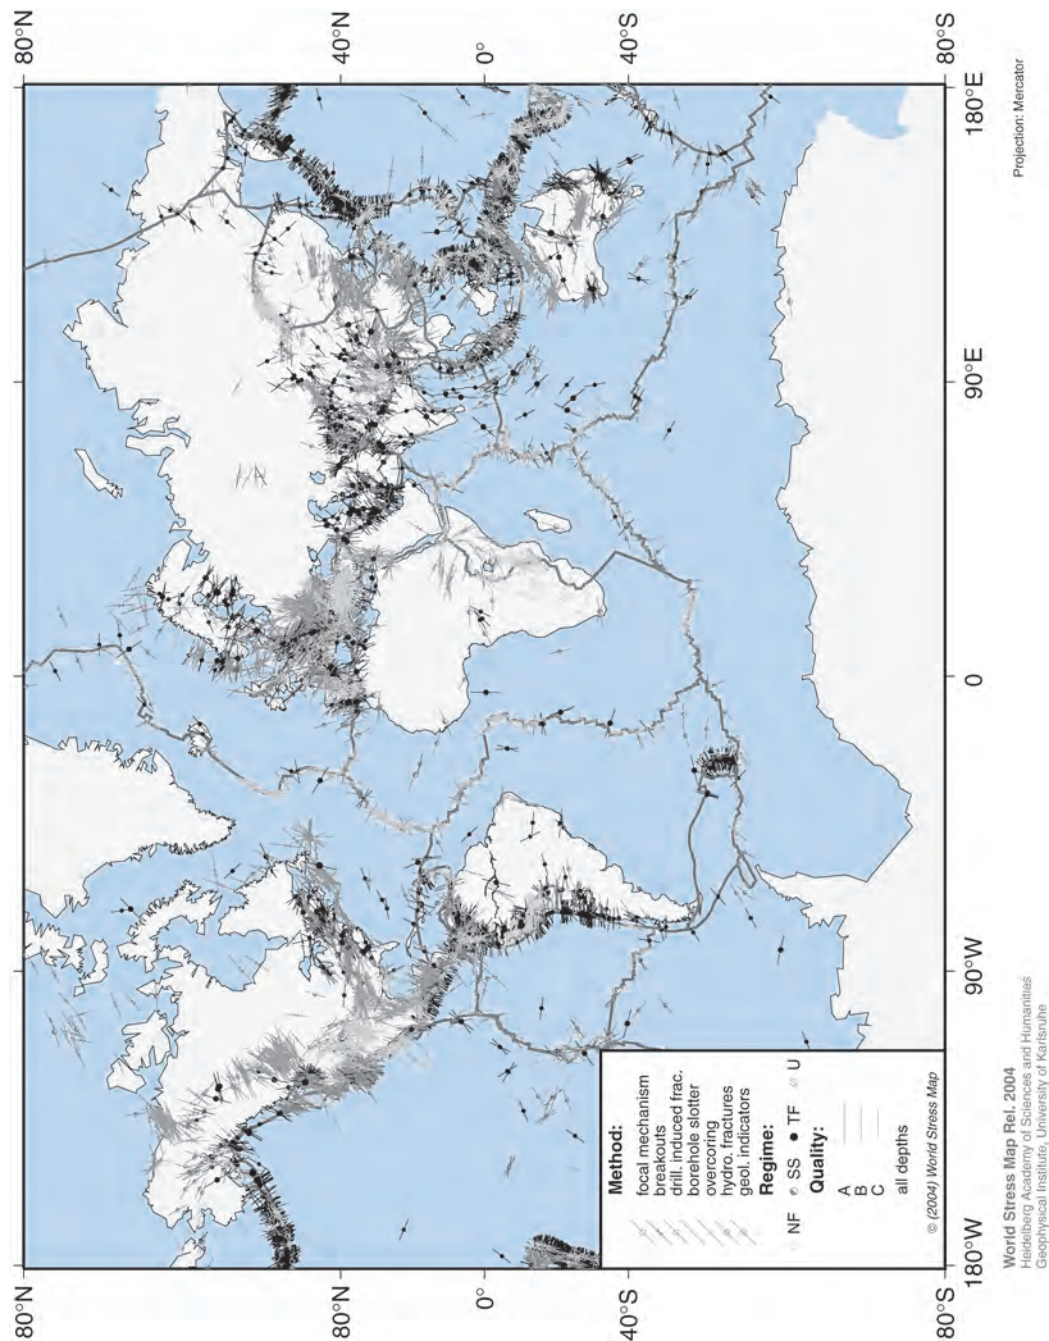 80°N
80°N
80°N
40°N
0°
0°
40°S
40°S
Method:
focal mechanism
breakouts
drill. induced frac.
borehole slotter
overcoring
hydro. fractures
geol. indicators
Regime:
NF SS TF U
Quality:
A
B
C
all depths
© (2004) World Stress Map
80°S
80°S
180°W
90°W
0
90°E
180°E
World Stress Map Rel. 2004
Heidelberg Academy of Sciences and Humanities
Geophysical Institute, University of Karlsruhe
Projection: Mercator